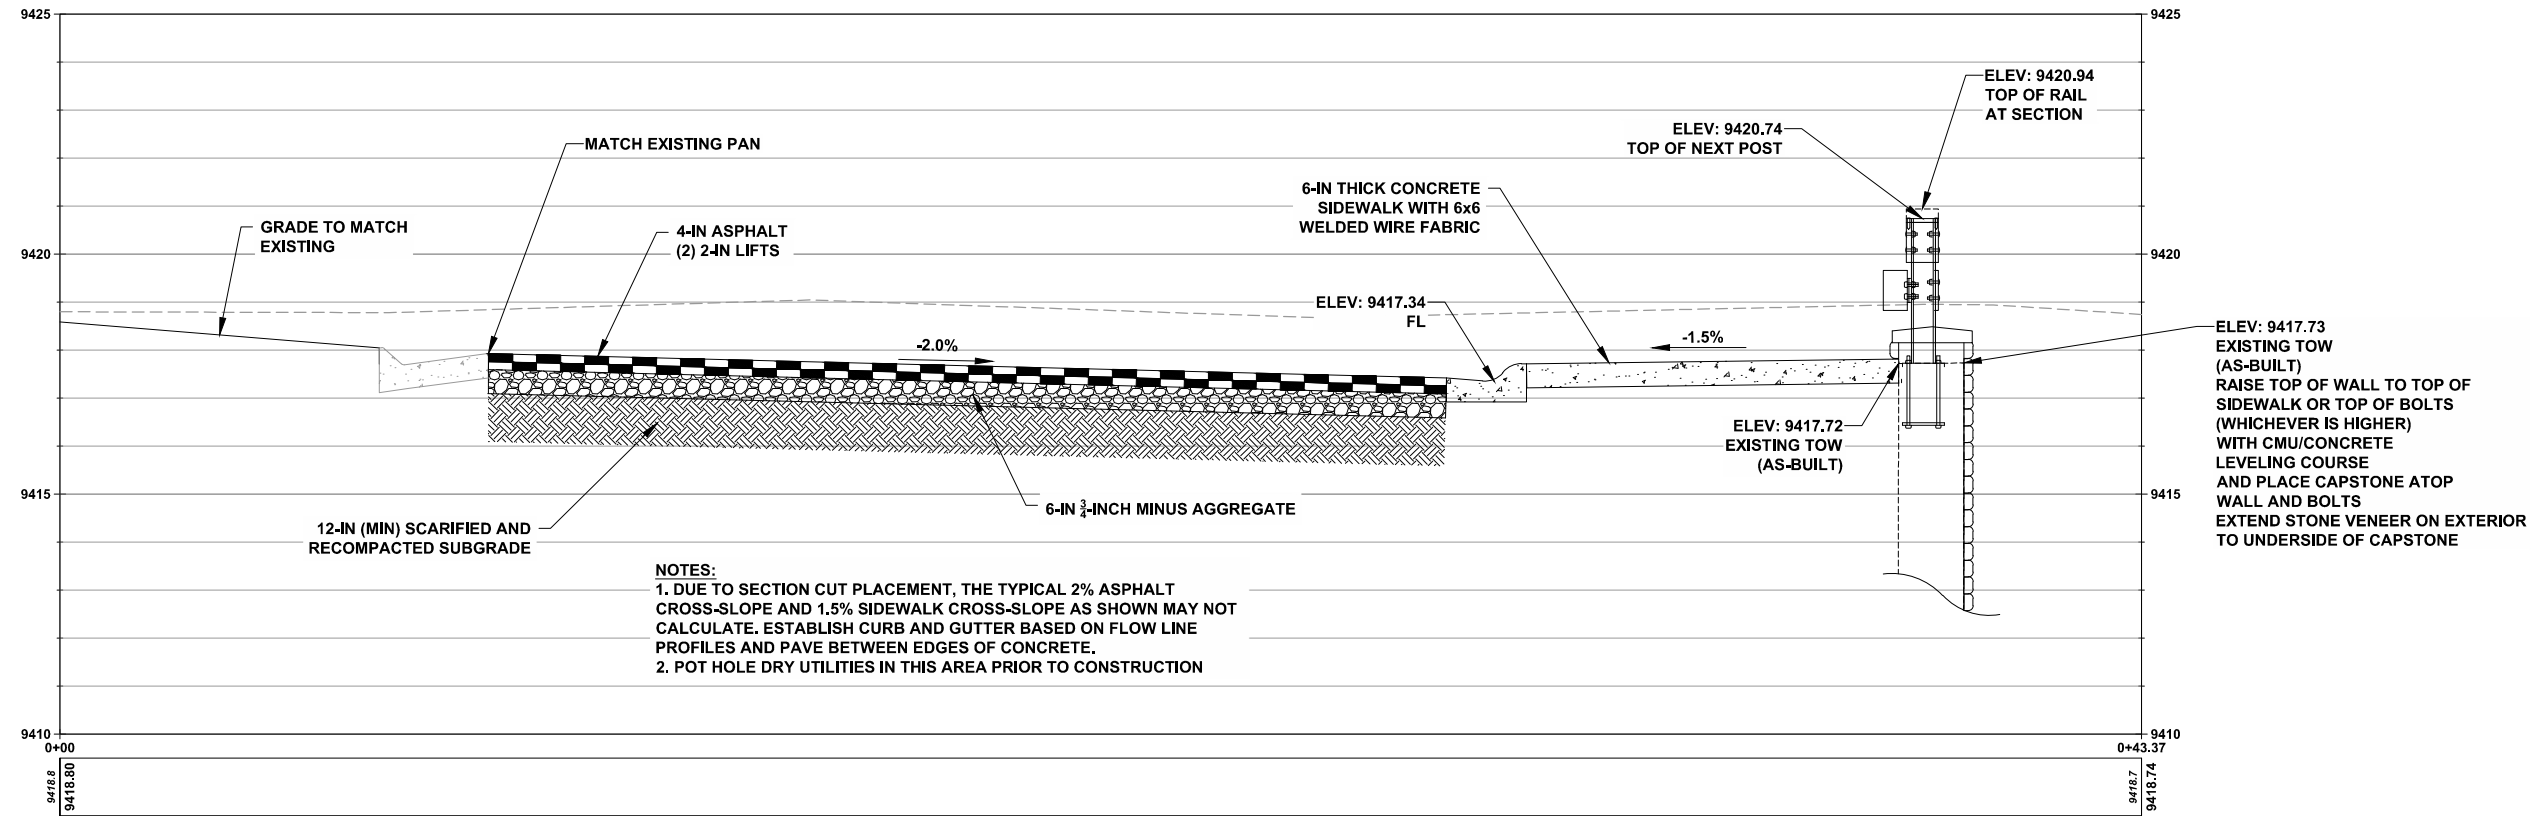 9425
9425
ELEV: 9420.94
TOP OF RAIL
AT SECTION
ELEV: 9420.74
TOP OF NEXT POST
MATCH EXISTING PAN
6-IN THICK CONCRETE
SIDEWALK WITH 6x6
WELDED WIRE FABRIC
GRADE TO MATCH
EXISTING
4-IN ASPHALT
(2) 2-IN LIFTS
9420
9420
ELEV: 9417.34
FL
-2.0%
-1.5%
ELEV: 9417.73
EXISTING TOW
(AS-BUILT)
RAISE TOP OF WALL TO TOP OF
SIDEWALK OR TOP OF BOLTS
(WHICHEVER IS HIGHER)
WITH CMU/CONCRETE
LEVELING COURSE
AND PLACE CAPSTONE ATOP
WALL AND BOLTS
EXTEND STONE VENEER ON EXTERIOR
TO UNDERSIDE OF CAPSTONE
ELEV: 9417.72
EXISTING TOW
(AS-BUILT)
9415
9415
6-IN 3/4-INCH MINUS AGGREGATE
12-IN (MIN) SCARIFIED AND
RECOMPACTED SUBGRADE
NOTES:
1. DUE TO SECTION CUT PLACEMENT, THE TYPICAL 2% ASPHALT
CROSS-SLOPE AND 1.5% SIDEWALK CROSS-SLOPE AS SHOWN MAY NOT
CALCULATE. ESTABLISH CURB AND GUTTER BASED ON FLOW LINE
PROFILES AND PAVE BETWEEN EDGES OF CONCRETE.
2. POT HOLE DRY UTILITIES IN THIS AREA PRIOR TO CONSTRUCTION
9410
9410
0+00
0+43.37
9418.8
9418.80
9418.7
9418.74